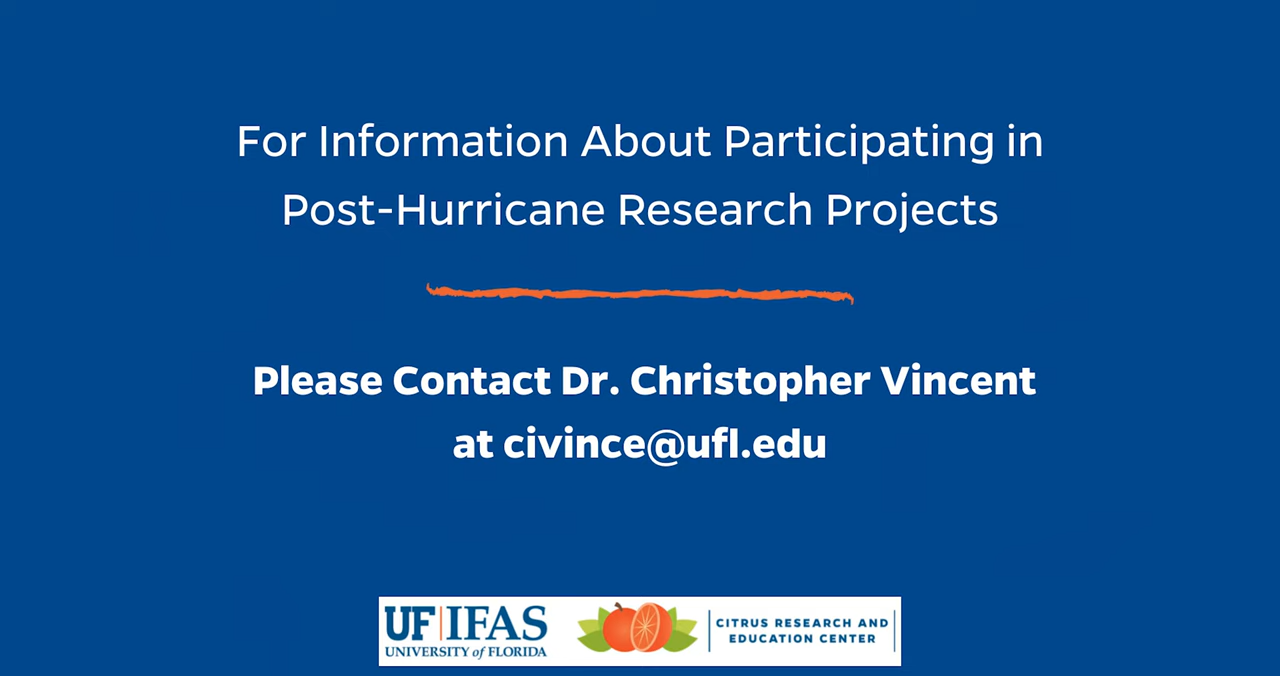 For Information About Participating in
Post-Hurricane Research Projects
Please Contact Dr. Christopher Vincent
at civince@ufl.edu
UF|IFAS
UNIVERSITY of FLORIDA
CITRUS RESEARCH AND
EDUCATION CENTER